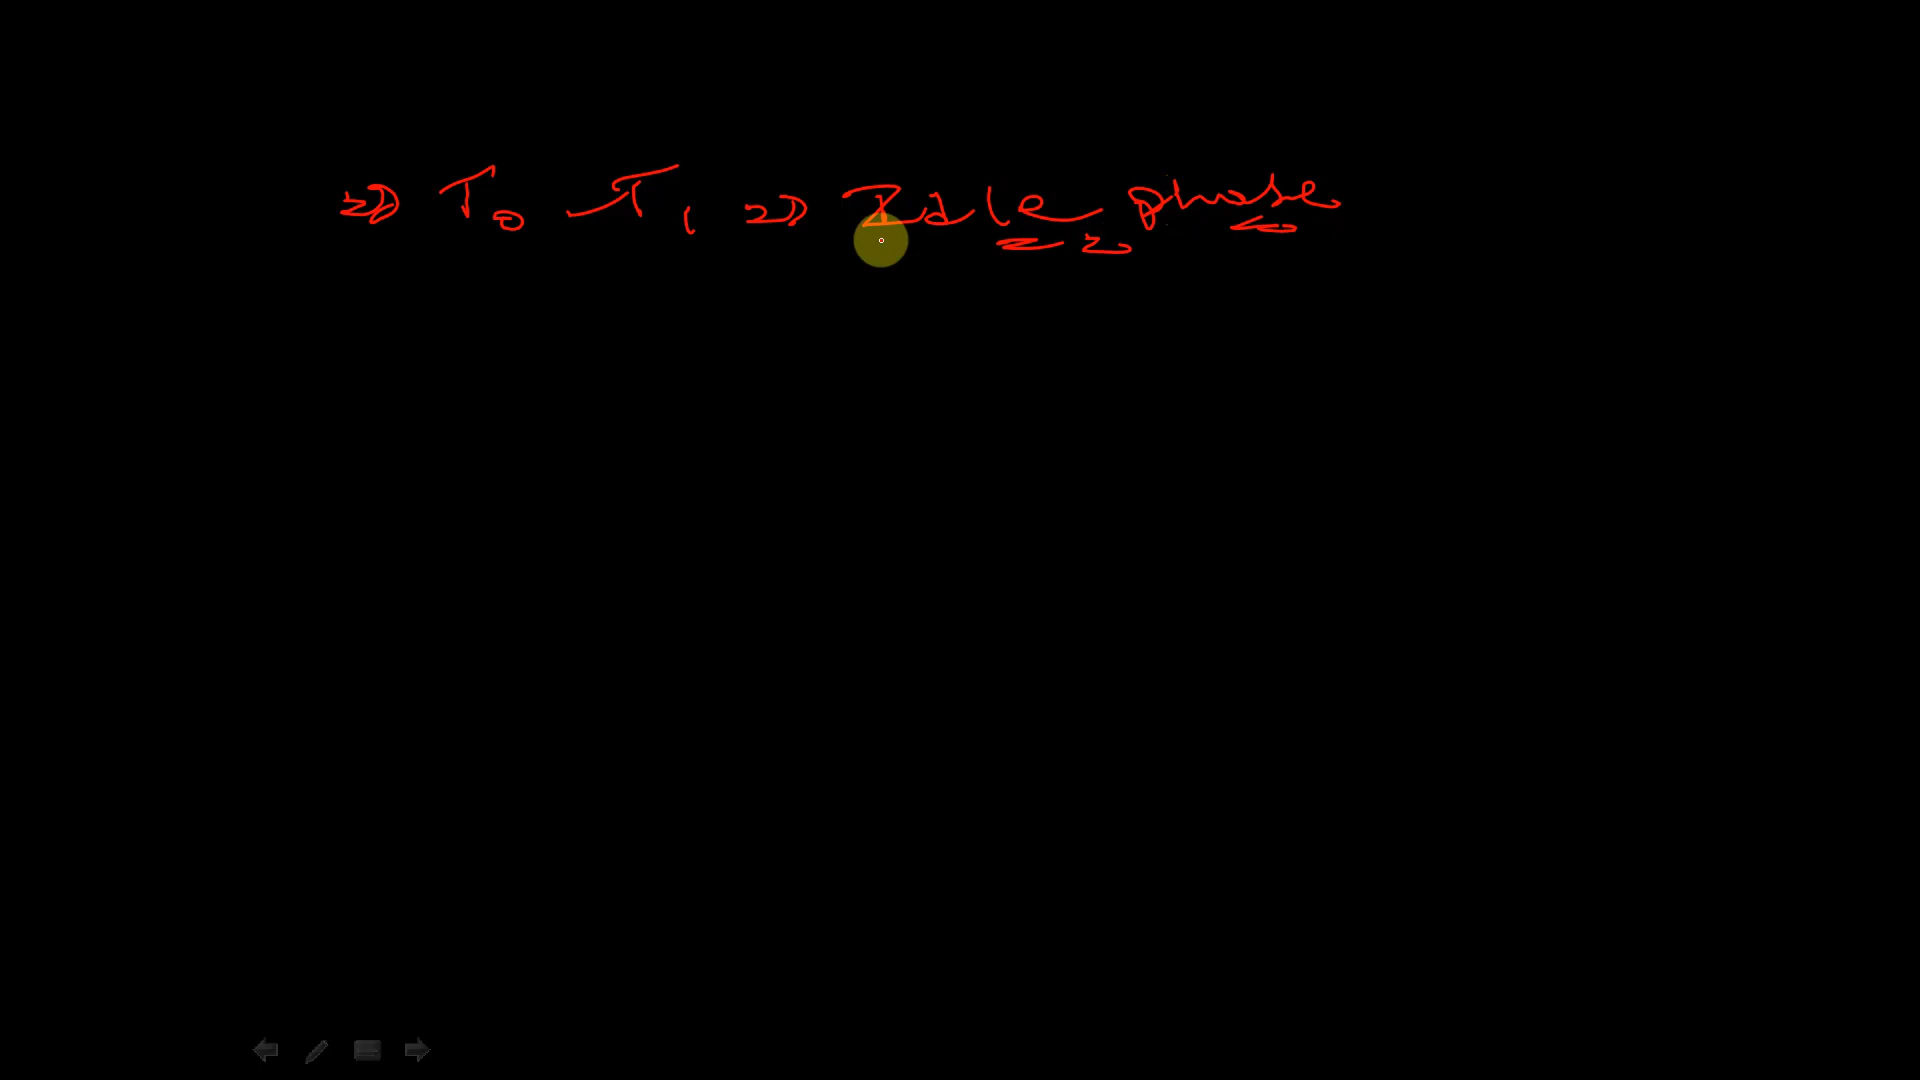 ⇒ T₀ - T₁ ⇒ Idle phase